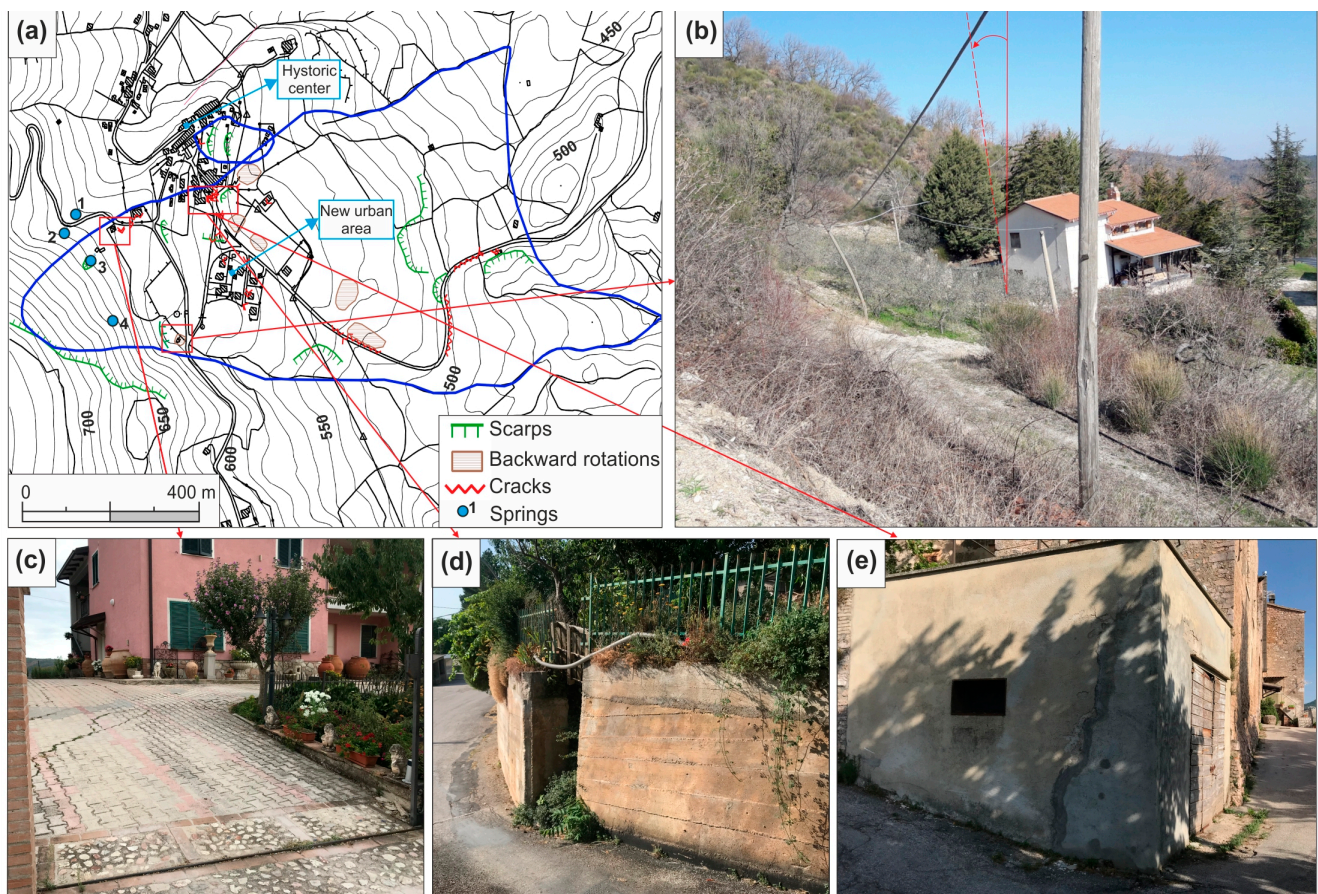 (a)
Hystoric
center
450
500
New urban
area
1
2
3
4
500
700
650
600
550
Scarps
Backward rotations
Cracks
1 Springs
0 400 m
(b)
(c)
(d)
(e)